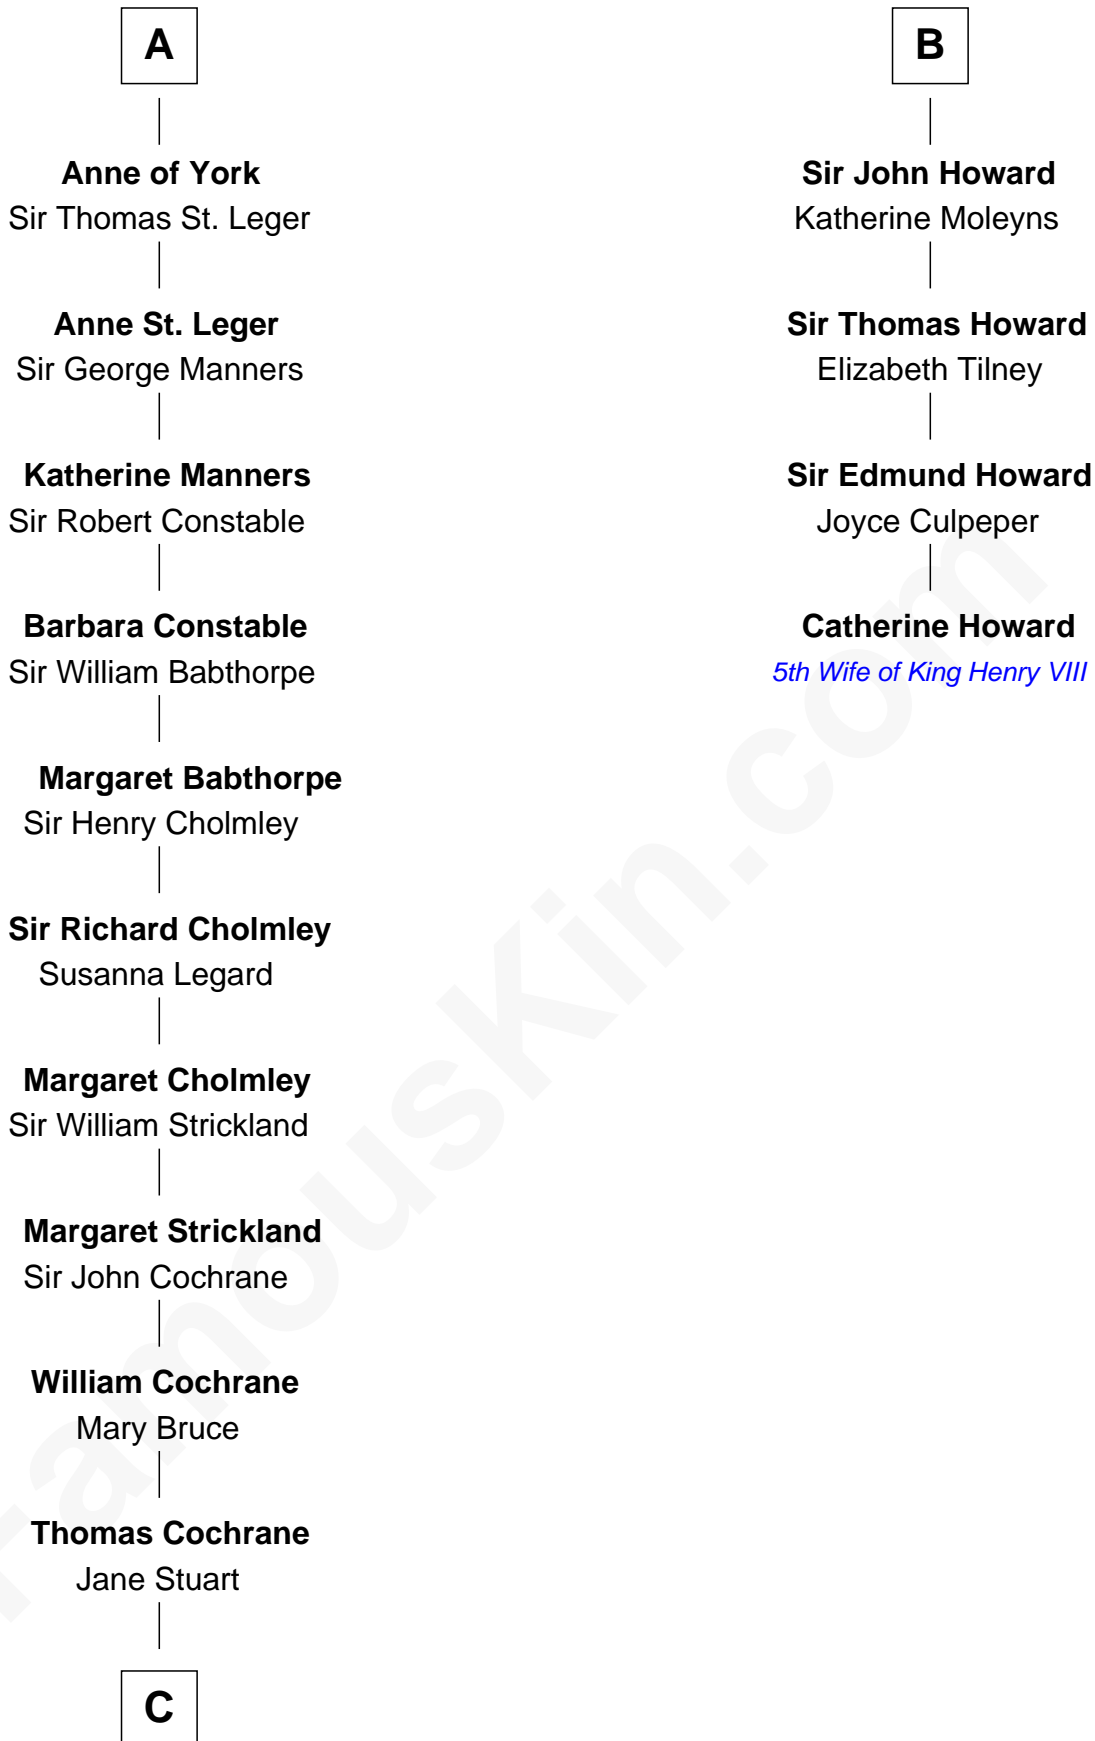 A
Anne of York
Sir Thomas St. Leger
Anne St. Leger
Sir George Manners
Katherine Manners
Sir Robert Constable
Barbara Constable
Sir William Babthorpe
Margaret Babthorpe
Sir Henry Cholmley
Sir Richard Cholmley
Susanna Legard
Margaret Cholmley
Sir William Strickland
Margaret Strickland
Sir John Cochrane
William Cochrane
Mary Bruce
Thomas Cochrane
Jane Stuart
C
B
Sir John Howard
Katherine Moleyns
Sir Thomas Howard
Elizabeth Tilney
Sir Edmund Howard
Joyce Culpeper
Catherine Howard
5th Wife of King Henry VIII
FamousKin.com